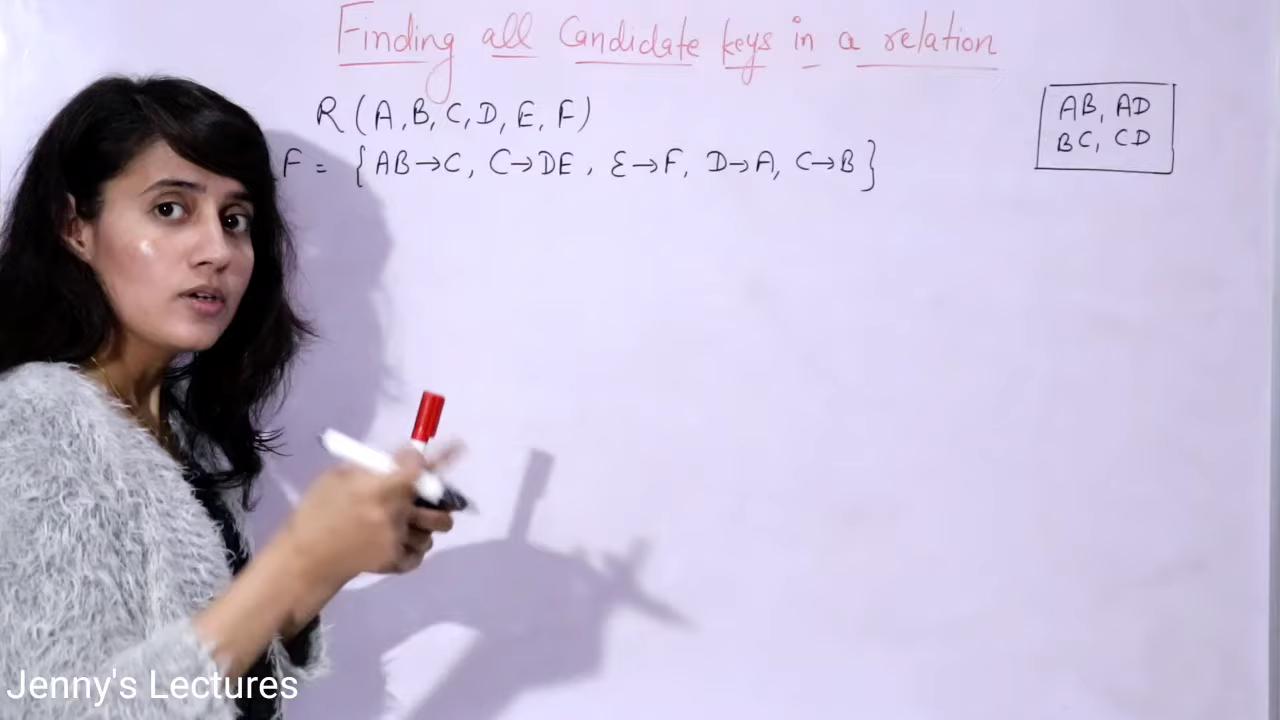 Finding all Candidate keys in a relation
R(A,B,C,D,E,F)
F = {AB→C, C→DE, E→F, D→A, C→B}
AB, AD
BC, CD
Jenny's Lectures